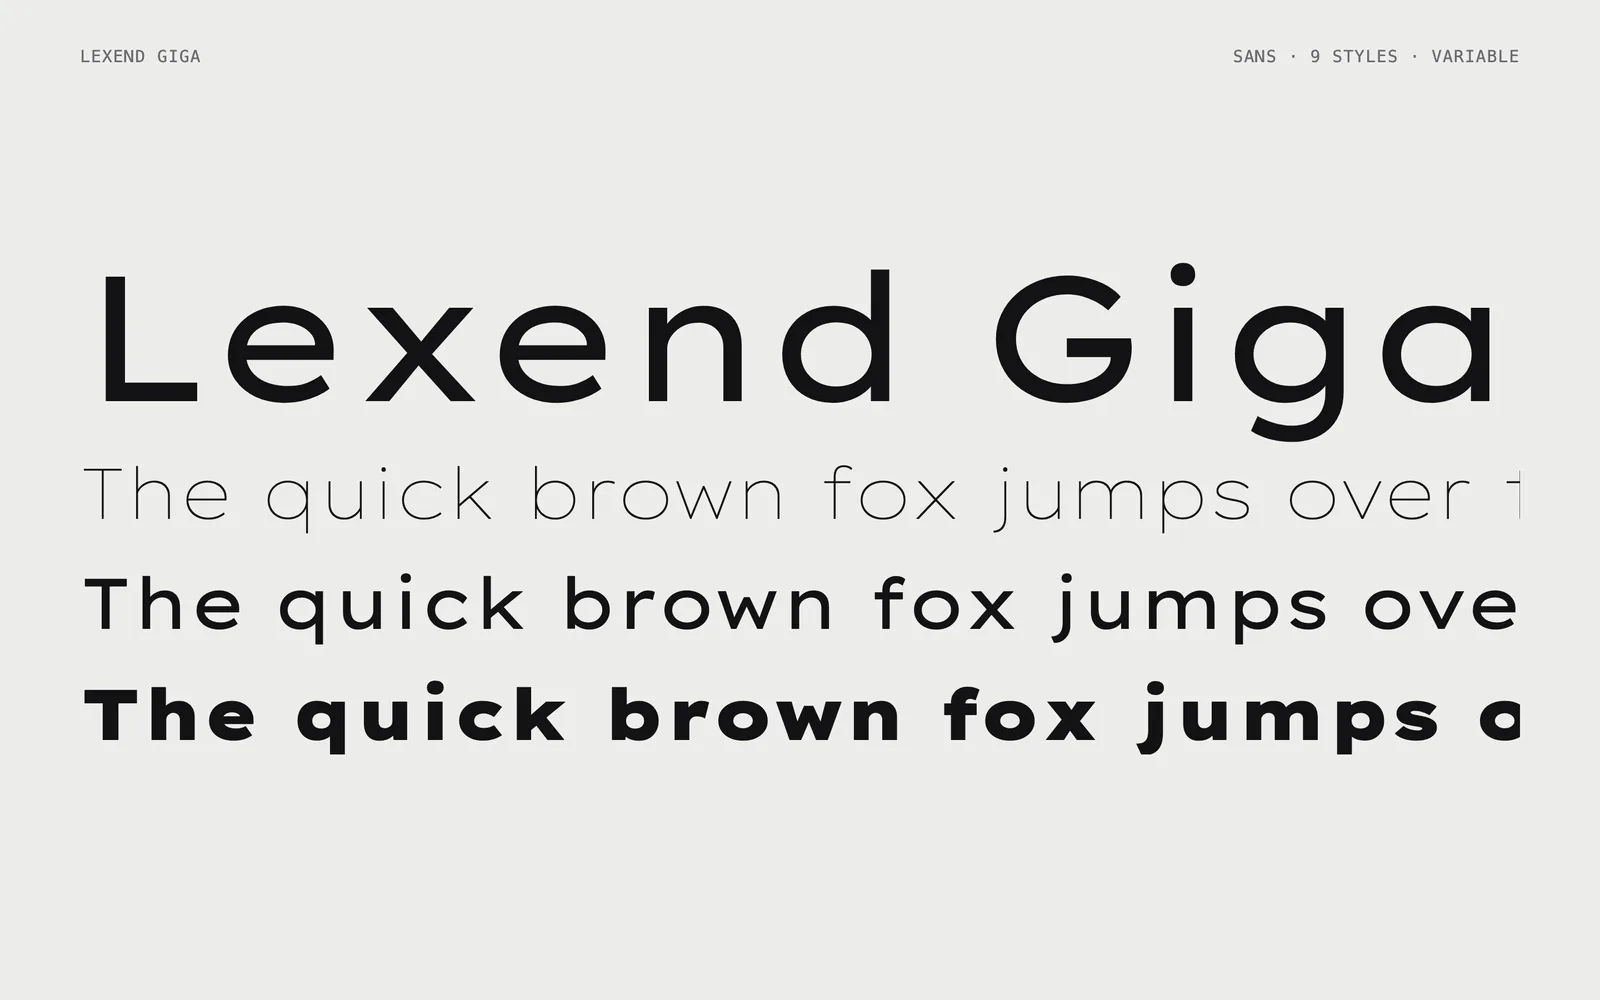 LEXEND GIGA
SANS · 9 STYLES · VARIABLE
Lexend Giga
The quick brown fox jumps over
The quick brown fox jumps ove
The quick brown fox jumps o